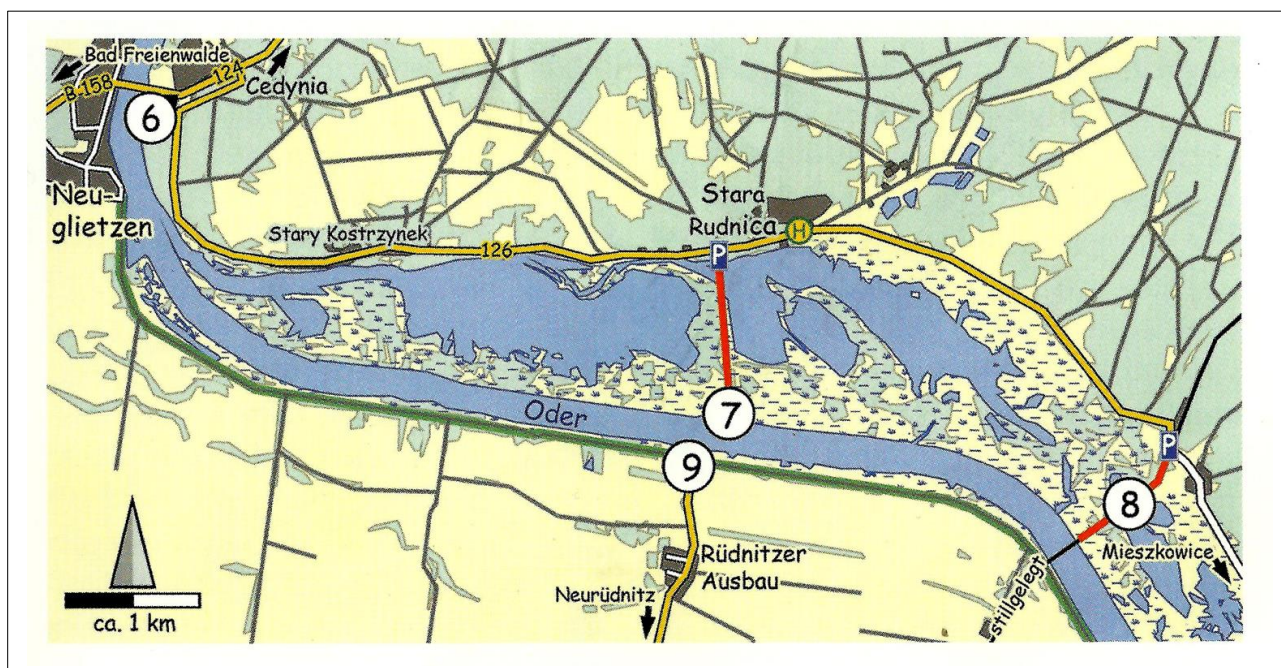 Bad Freienwalde
B 158
124
Cedynia
6
Neu-
glietzen
Stary Kostrzynek
126
Stara
Rudnica
H
P
Oder
7
9
P
8
Mieszkowice
stillgelegt
Rüdnitzer
Ausbau
Neurüdnitz
ca. 1 km